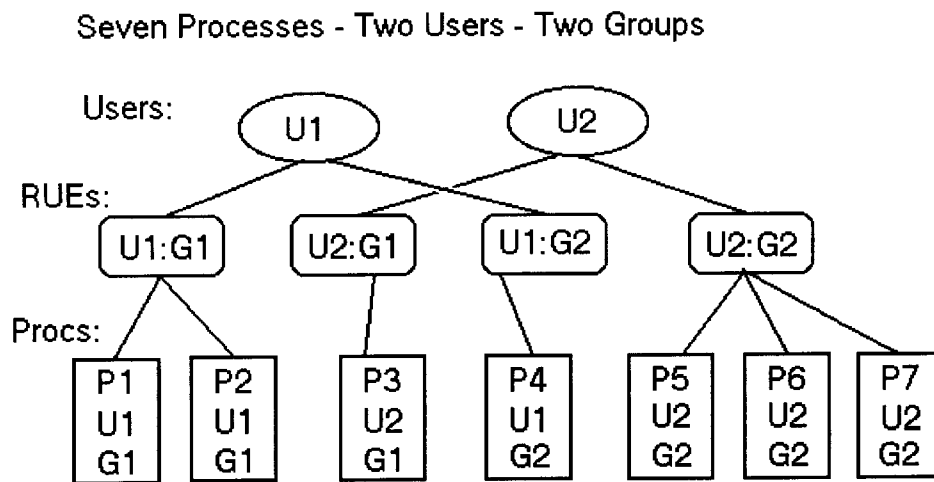 Seven Processes - Two Users - Two Groups
Users:
U1
U2
RUEs:
U1:G1
U2:G1
U1:G2
U2:G2
Procs:
P1
U1
G1
P2
U1
G1
P3
U2
G1
P4
U1
G2
P5
U2
G2
P6
U2
G2
P7
U2
G2